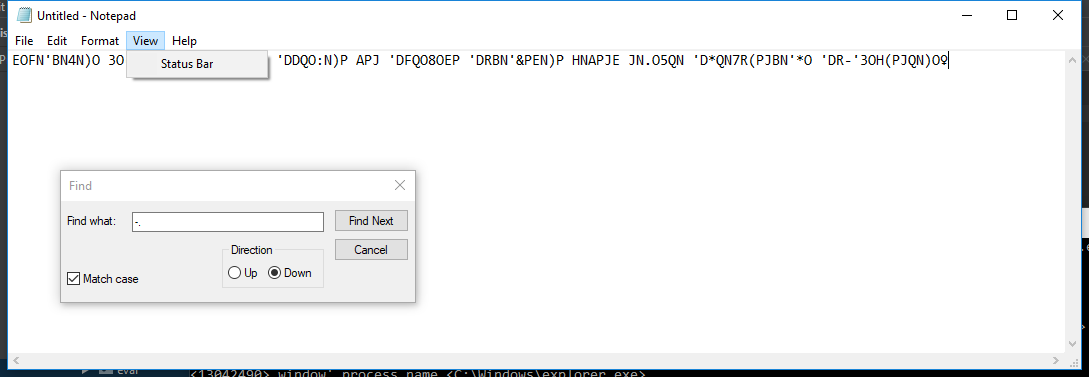 Untitled - Notepad
File Edit Format View Help
Status Bar
EOFN'BN4N)O 3O 'DDQO:N)P APJ 'DFQO8OEP 'DRBN'&PEN)P HNAPJE JN.O5QN 'D*QN7R(PJBN'*O 'DR-'3OH(PJQN)O♀
Find
Find what: -.
Find Next
Direction
Cancel
Up Down
Match case
eval
<13042490> window' process name <C:\Windows\explorer.exe>